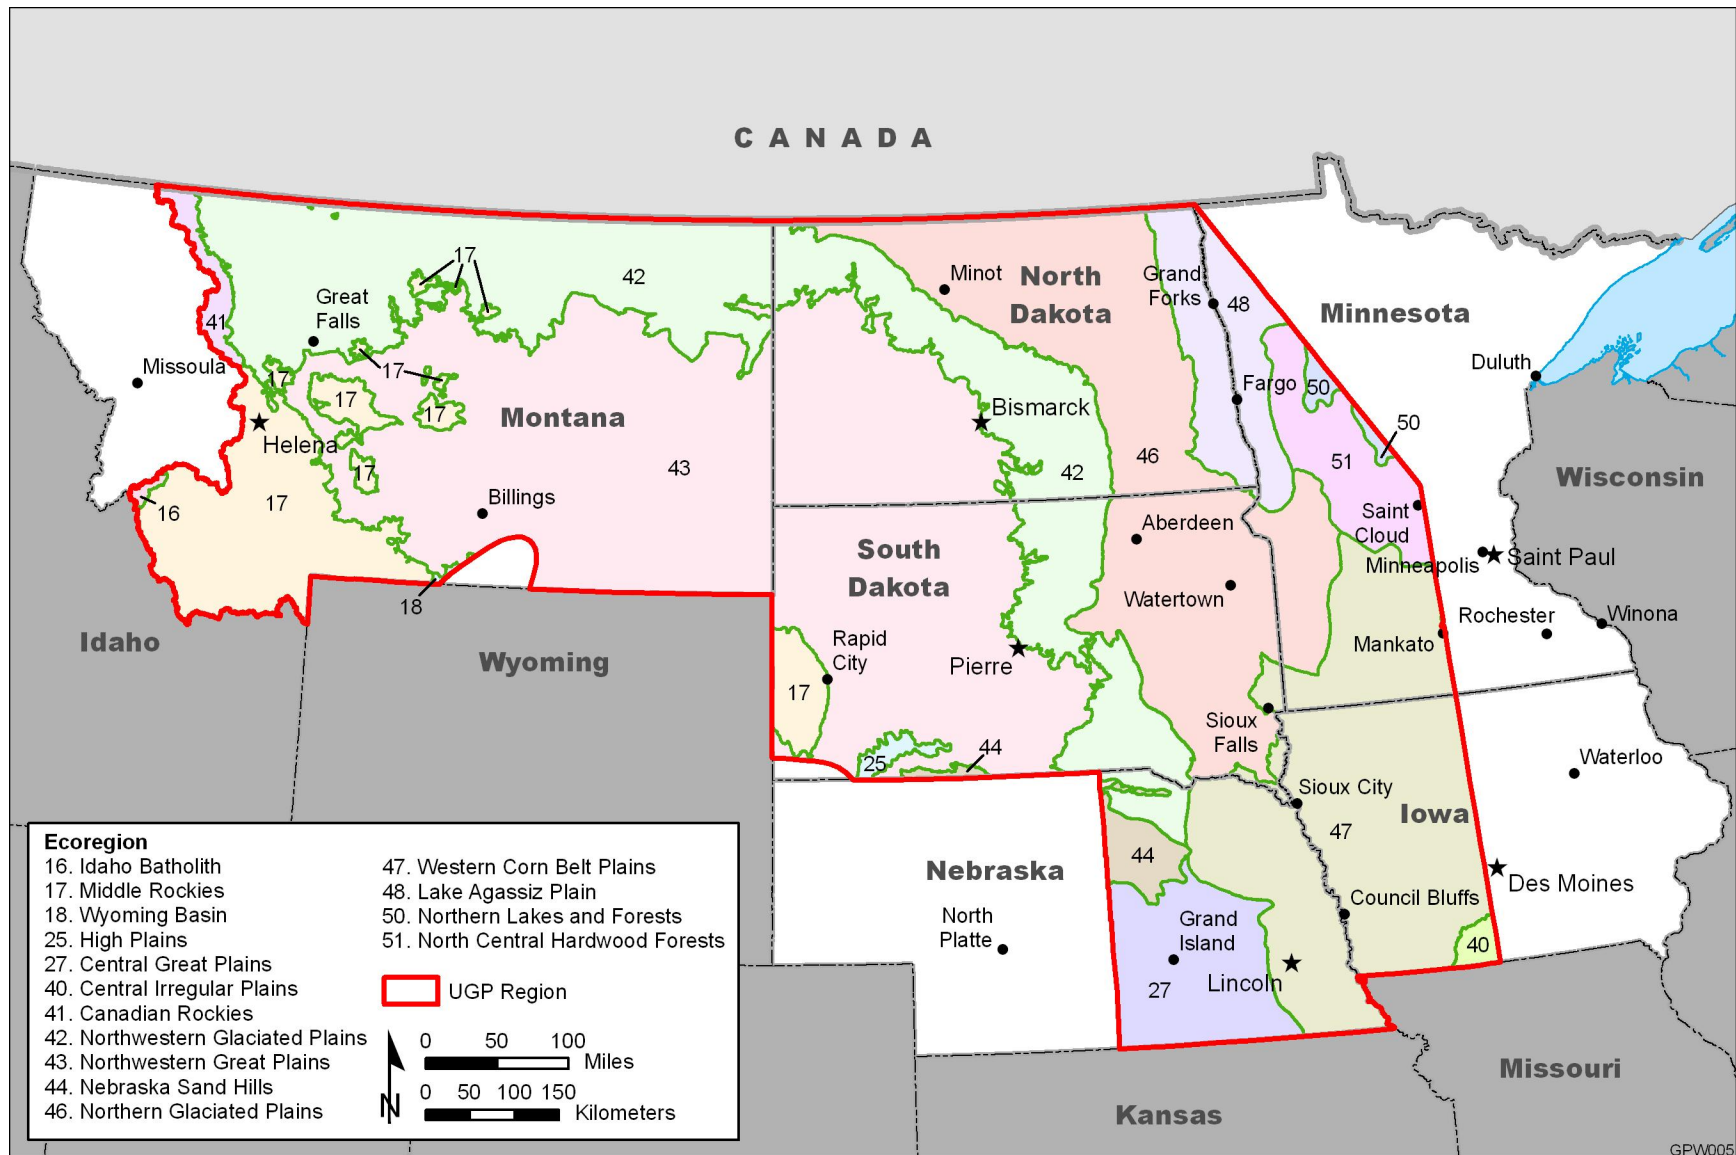 CANADA
Minot
North
Dakota
Grand
Forks
48
Minnesota
17
42
Great
Falls
41
Missoula
17
17
17
17
Helena
Montana
43
17
17
16
Billings
18
Duluth
Fargo
50
50
51
Bismarck
42
46
Wisconsin
Saint
Cloud
Aberdeen
South
Dakota
Minneapolis
Saint Paul
Watertown
Rochester
Winona
Mankato
Idaho
Wyoming
Rapid
City
Pierre
17
Sioux
Falls
25
44
Waterloo
Sioux City
Iowa
47
44
Nebraska
Des Moines
Council Bluffs
North
Platte
Grand
Island
40
Lincoln
27
Missouri
Kansas
Ecoregion
16. Idaho Batholith
17. Middle Rockies
18. Wyoming Basin
25. High Plains
27. Central Great Plains
40. Central Irregular Plains
41. Canadian Rockies
42. Northwestern Glaciated Plains
43. Northwestern Great Plains
44. Nebraska Sand Hills
46. Northern Glaciated Plains
47. Western Corn Belt Plains
48. Lake Agassiz Plain
50. Northern Lakes and Forests
51. North Central Hardwood Forests
UGP Region
N
0 50 100
Miles
0 50 100 150
Kilometers
GPW005